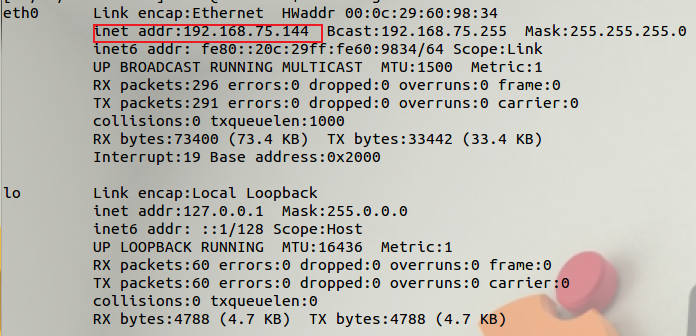 eth0 Link encap:Ethernet HWaddr 00:0c:29:60:98:34
inet addr:192.168.75.144 Bcast:192.168.75.255 Mask:255.255.255.0
inet6 addr: fe80::20c:29ff:fe60:9834/64 Scope:Link
UP BROADCAST RUNNING MULTICAST MTU:1500 Metric:1
RX packets:296 errors:0 dropped:0 overruns:0 frame:0
TX packets:291 errors:0 dropped:0 overruns:0 carrier:0
collisions:0 txqueuelen:1000
RX bytes:73400 (73.4 KB) TX bytes:33442 (33.4 KB)
Interrupt:19 Base address:0x2000
lo Link encap:Local Loopback
inet addr:127.0.0.1 Mask:255.0.0.0
inet6 addr: ::1/128 Scope:Host
UP LOOPBACK RUNNING MTU:16436 Metric:1
RX packets:60 errors:0 dropped:0 overruns:0 frame:0
TX packets:60 errors:0 dropped:0 overruns:0 carrier:0
collisions:0 txqueuelen:0
RX bytes:4788 (4.7 KB) TX bytes:4788 (4.7 KB)